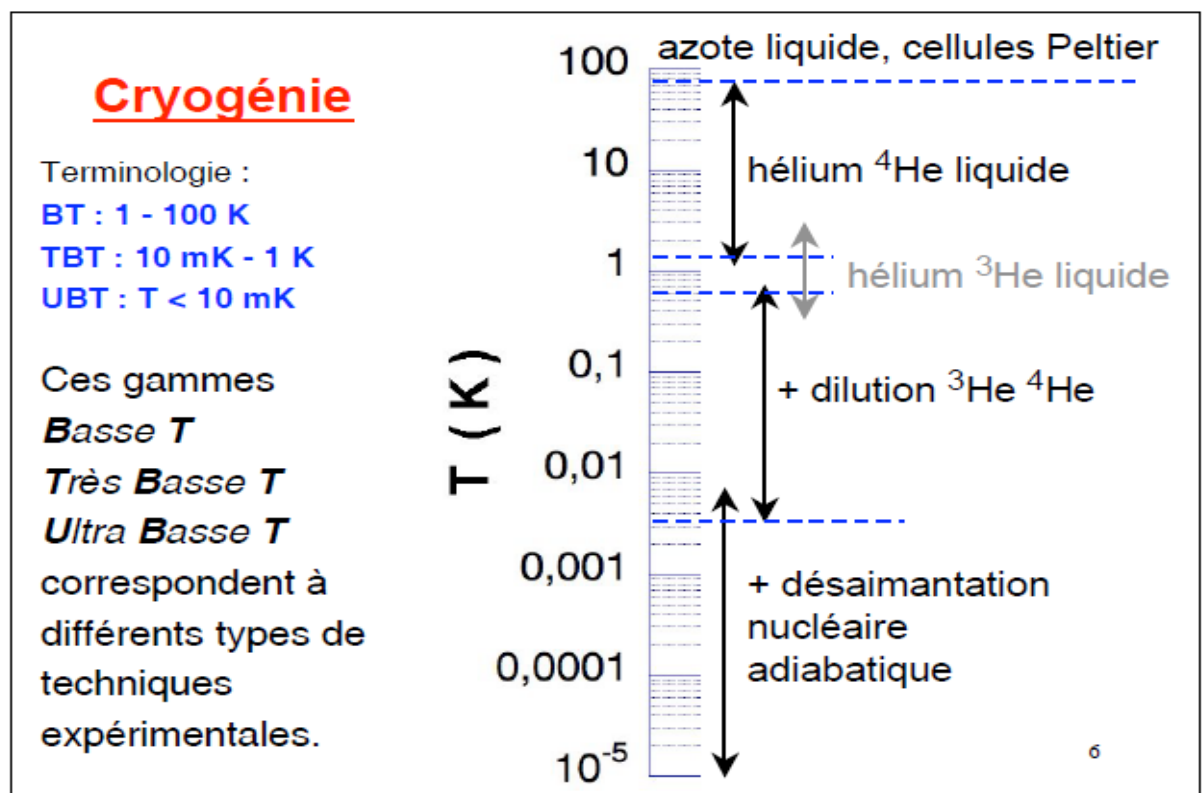 Cryogénie
Terminologie :
BT : 1 - 100 K
TBT : 10 mK - 1 K
UBT : T < 10 mK
Ces gammes
Basse T
Très Basse T
Ultra Basse T
correspondent à
différents types de
techniques
expérimentales.
T (K)
100
10
1
0,1
0,01
0,001
0,0001
10⁻⁵
azote liquide, cellules Peltier
hélium ⁴He liquide
hélium ³He liquide
+ dilution ³He ⁴He
+ désaimantation
nucléaire
adiabatique
6